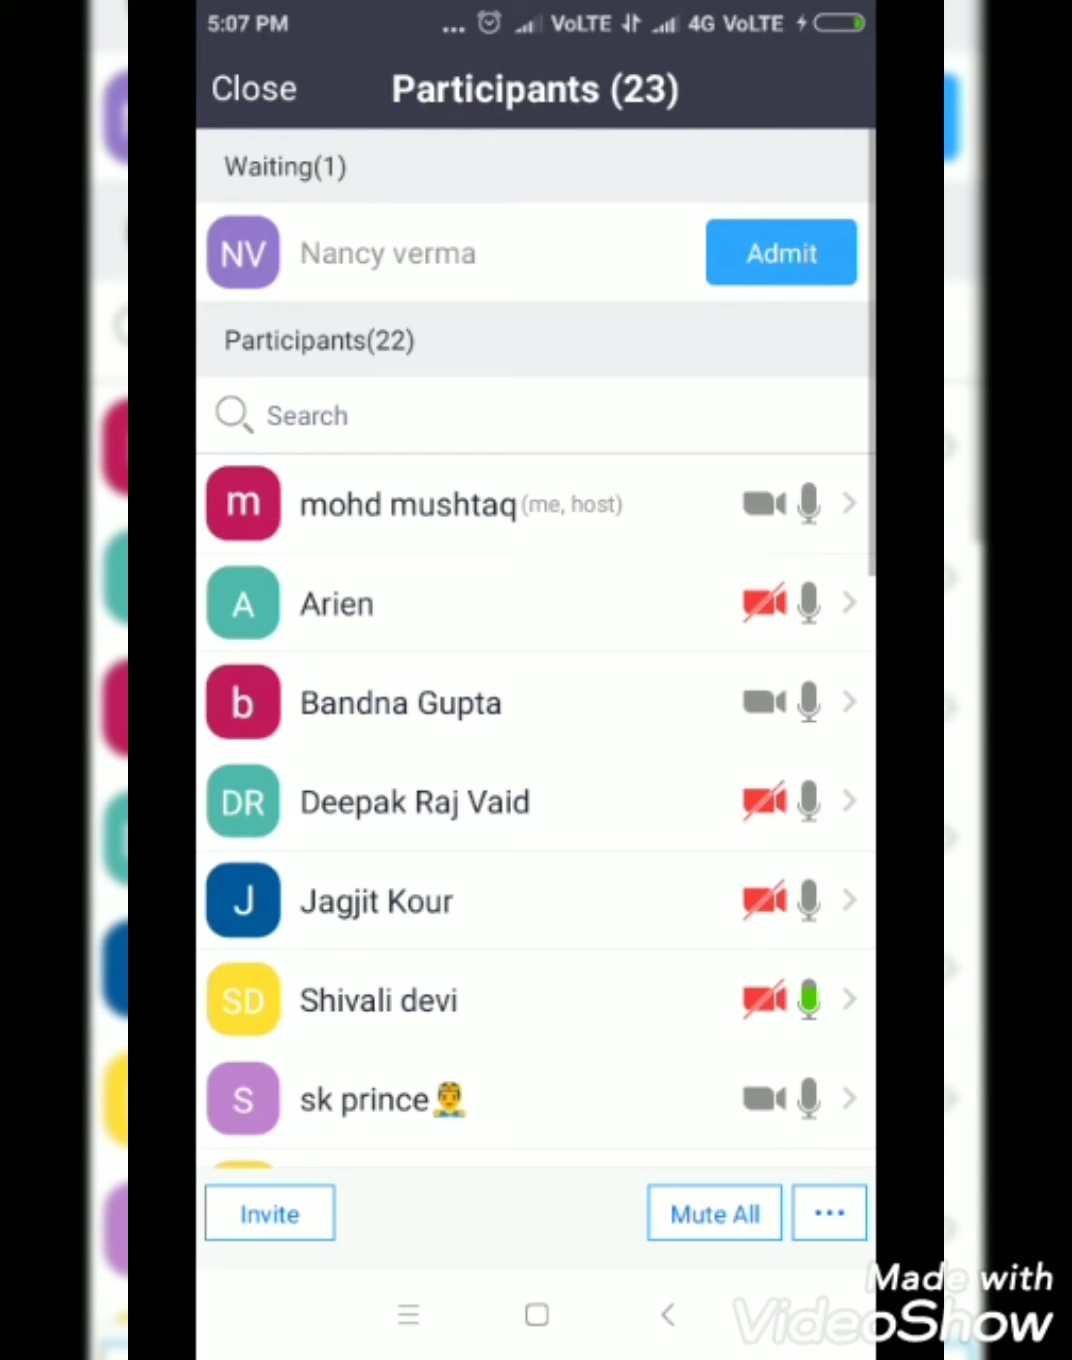 5:07 PM ... VoLTE 4G VoLTE
Close Participants (23)
Waiting(1)
NV Nancy verma Admit
Participants(22)
Search
m mohd mushtaq (me, host)
A Arien
b Bandna Gupta
DR Deepak Raj Vaid
J Jagjit Kour
SD Shivali devi
S sk prince🤴
Invite Mute All ...
Made with
VideoShow